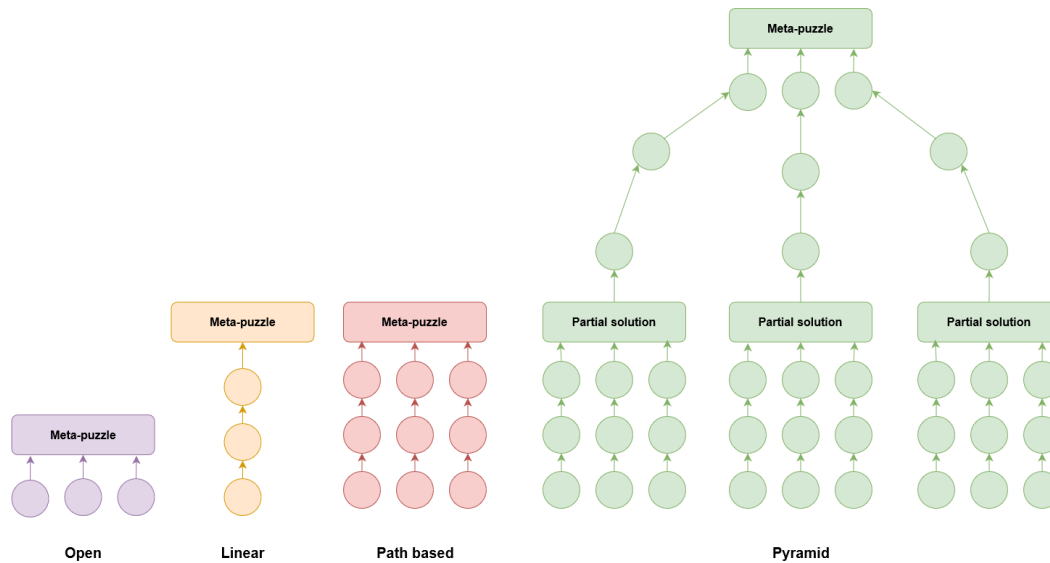 Meta-puzzle
Meta-puzzle
Meta-puzzle
Partial solution
Partial solution
Partial solution
Meta-puzzle
Open
Linear
Path based
Pyramid